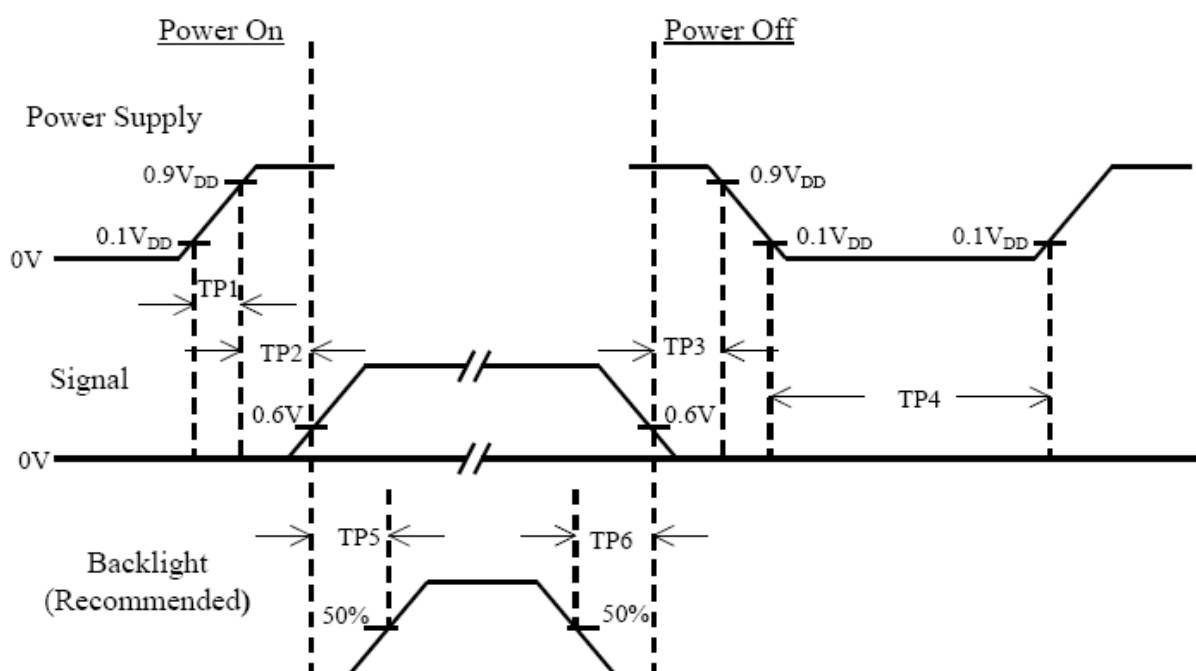 Power On
Power Off
Power Supply
0.9VDD
0.9VDD
0.1VDD
0.1VDD
0.1VDD
0V
TP1
TP2
TP3
Signal
TP4
0.6V
0.6V
0V
TP5
TP6
Backlight
(Recommended)
50%
50%